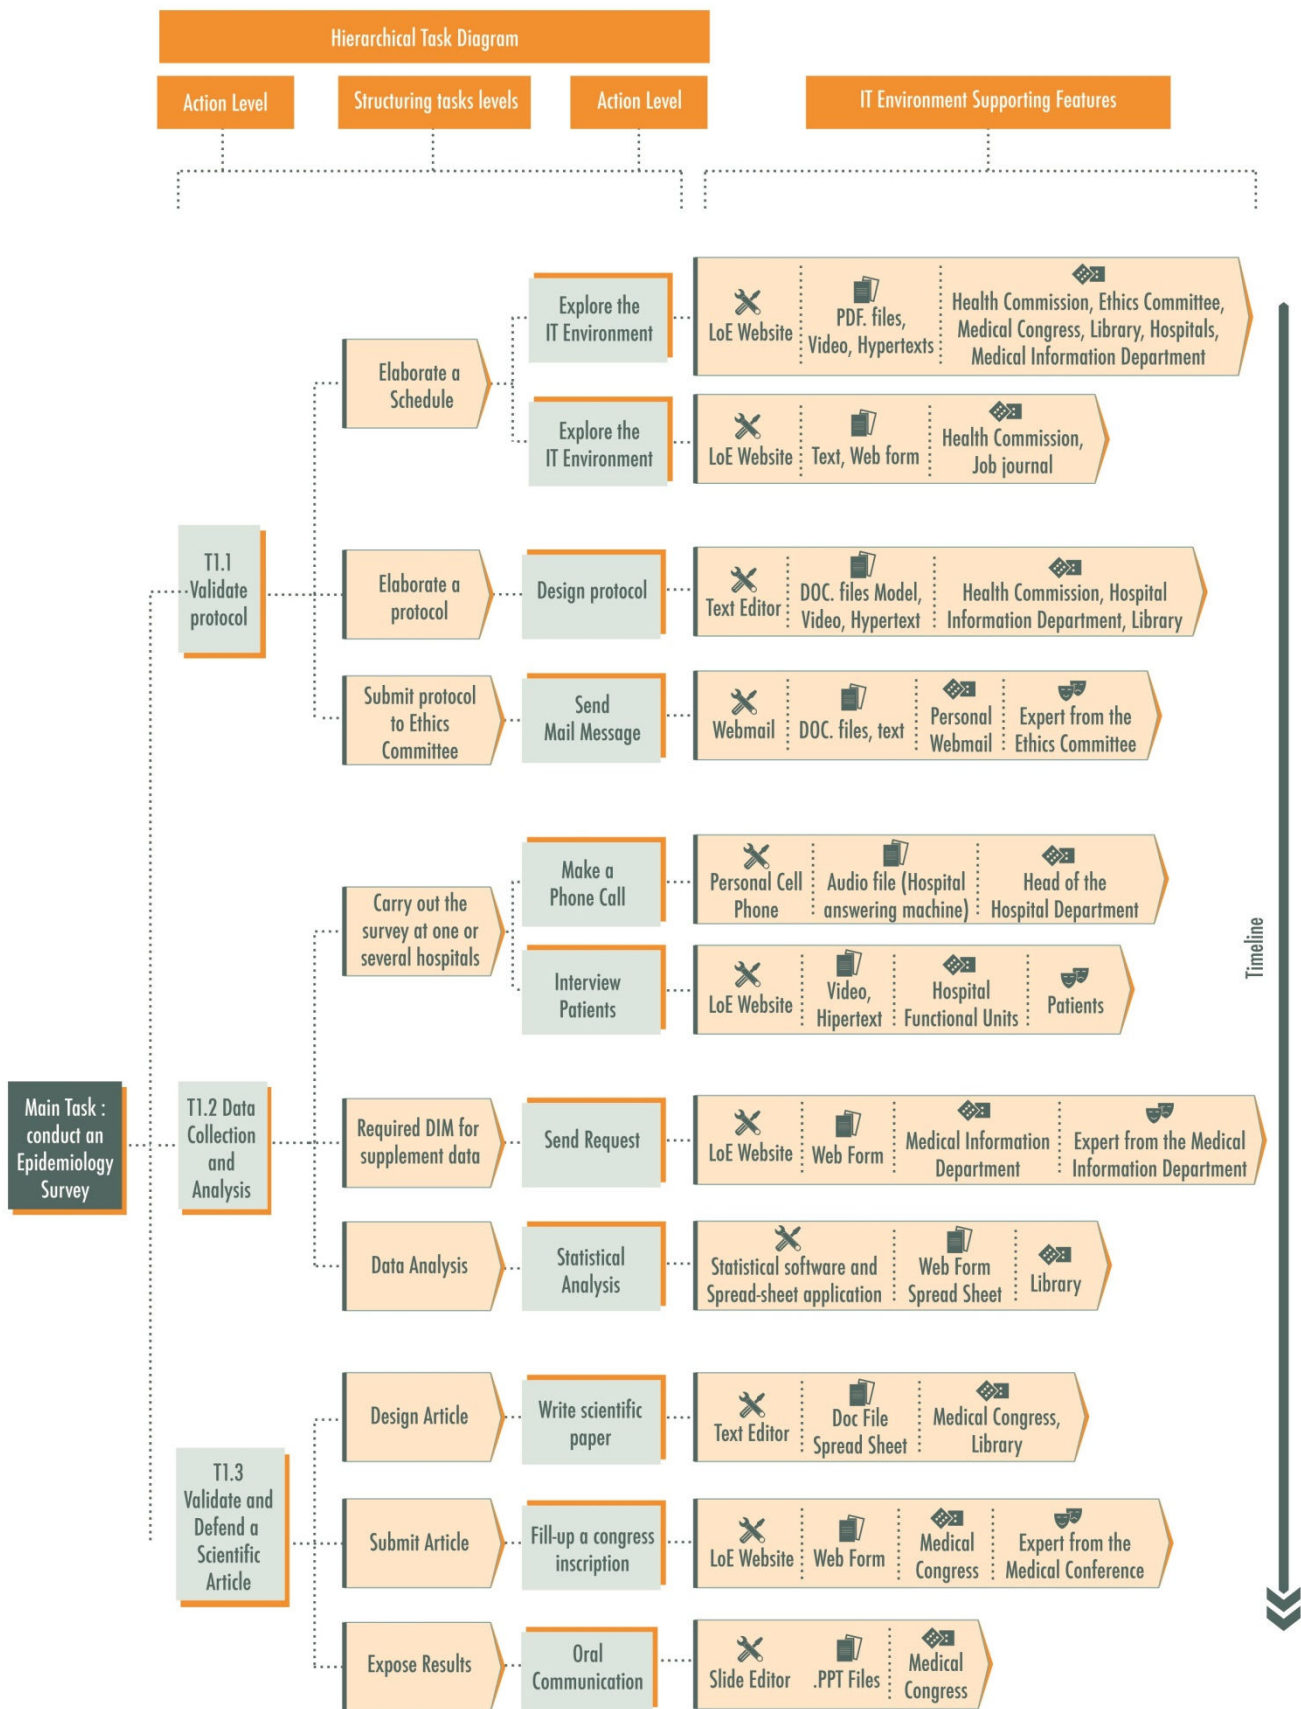 Hierarchical Task Diagram
Action Level
Structuring tasks levels
Action Level
IT Environment Supporting Features
Explore the
IT Environment
LoE Website
PDF. files,
Video, Hypertexts
Health Commission, Ethics Committee,
Medical Congress, Library, Hospitals,
Medical Information Department
Elaborate a
Schedule
Explore the
IT Environment
LoE Website
Text, Web form
Health Commission,
Job journal
T1.1
Validate
protocol
Elaborate a
protocol
Design protocol
Text Editor
DOC. files Model,
Video, Hypertext
Health Commission, Hospital
Information Department, Library
Submit protocol
to Ethics
Committee
Send
Mail Message
Webmail
DOC. files, text
Personal
Webmail
Expert from the
Ethics Committee
Make a
Phone Call
Personal Cell
Phone
Audio file (Hospital
answering machine)
Head of the
Hospital Department
Carry out the
survey at one or
several hospitals
Interview
Patients
LoE Website
Video,
Hipertext
Hospital
Functional Units
Patients
Timeline
Main Task :
conduct an
Epidemiology
Survey
T1.2 Data
Collection
and
Analysis
Required DIM for
supplement data
Send Request
LoE Website
Web Form
Medical Information
Department
Expert from the Medical
Information Department
Data Analysis
Statistical
Analysis
Statistical software and
Spread-sheet application
Web Form
Spread Sheet
Library
Design Article
Write scientific
paper
Text Editor
Doc File
Spread Sheet
Medical Congress,
Library
T1.3
Validate and
Defend a
Scientific
Article
Submit Article
Fill-up a congress
inscription
LoE Website
Web Form
Medical
Congress
Expert from the
Medical Conference
Expose Results
Oral
Communication
Slide Editor
.PPT Files
Medical
Congress